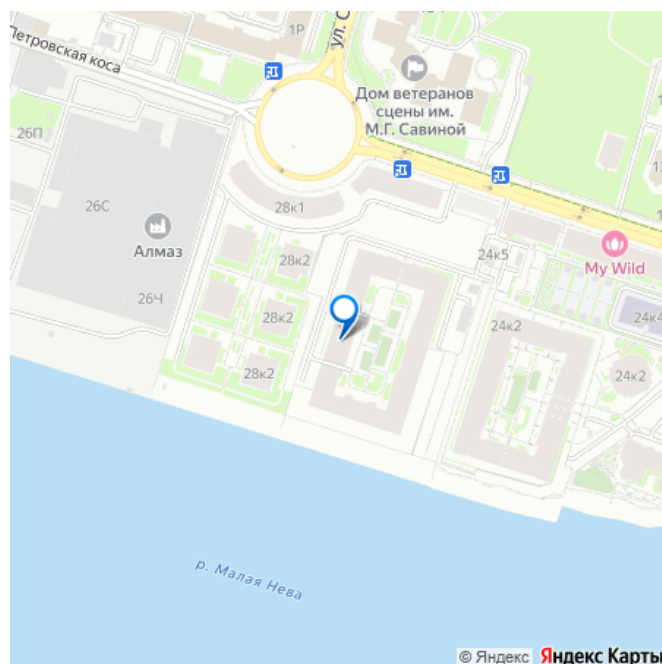 1Р
ул. С
Петровская коса
Дом ветеранов
сцены им.
М.Г. Савиной
26П
26С
28к1
Алмаз
24к5
My Wild
28к2
26Ч
28к2
24к2
24к4
28к2
24к2
р. Малая Нева
© Яндекс Яндекс Карты